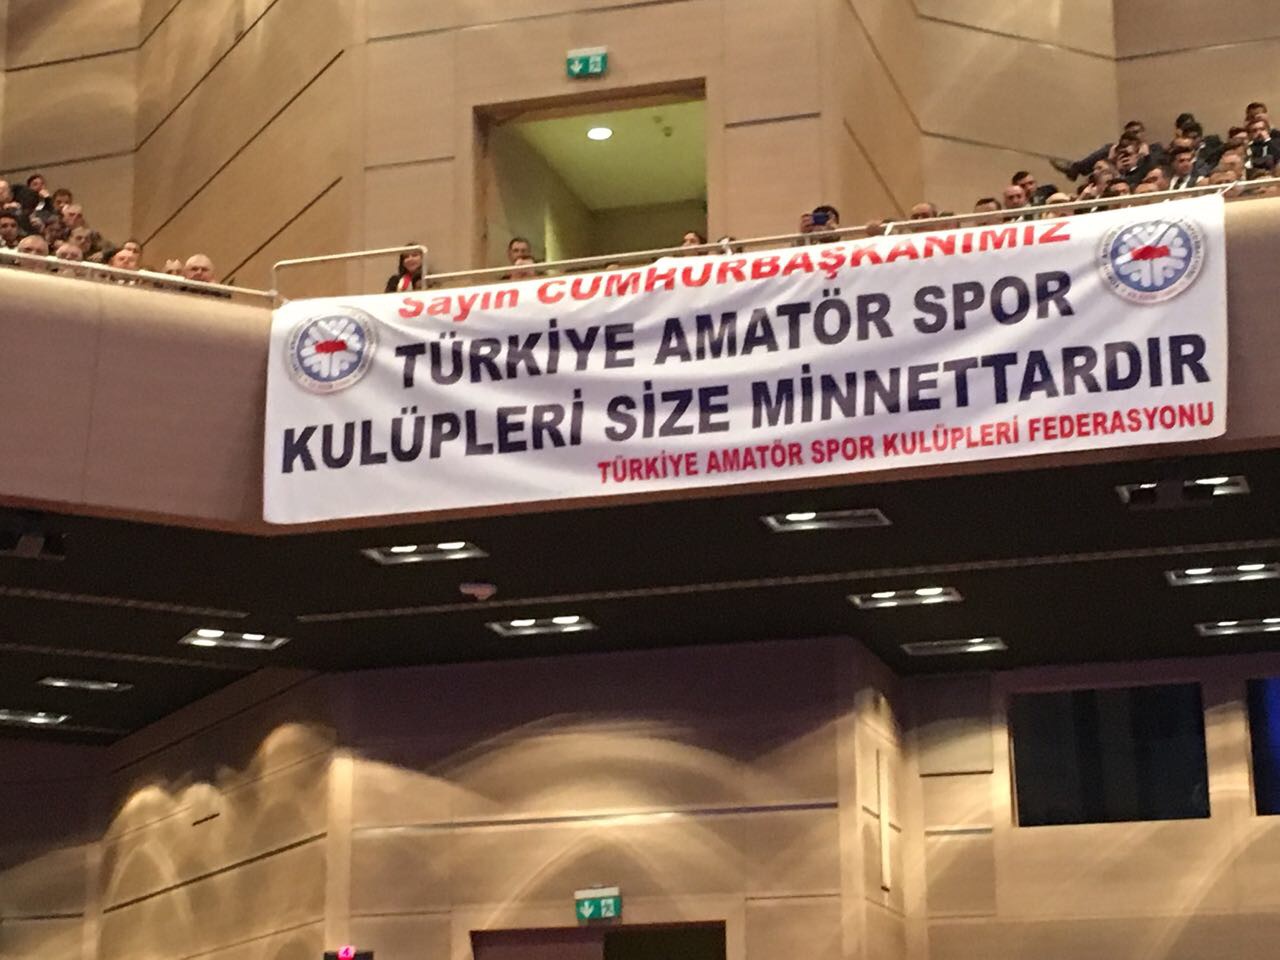 Sayın CUMHURBAŞKANIMIZ
TÜRKİYE AMATÖR SPOR
KULÜPLERİ SİZE MİNNETTARDIR
TÜRKİYE AMATÖR SPOR KULÜPLERİ FEDERASYONU